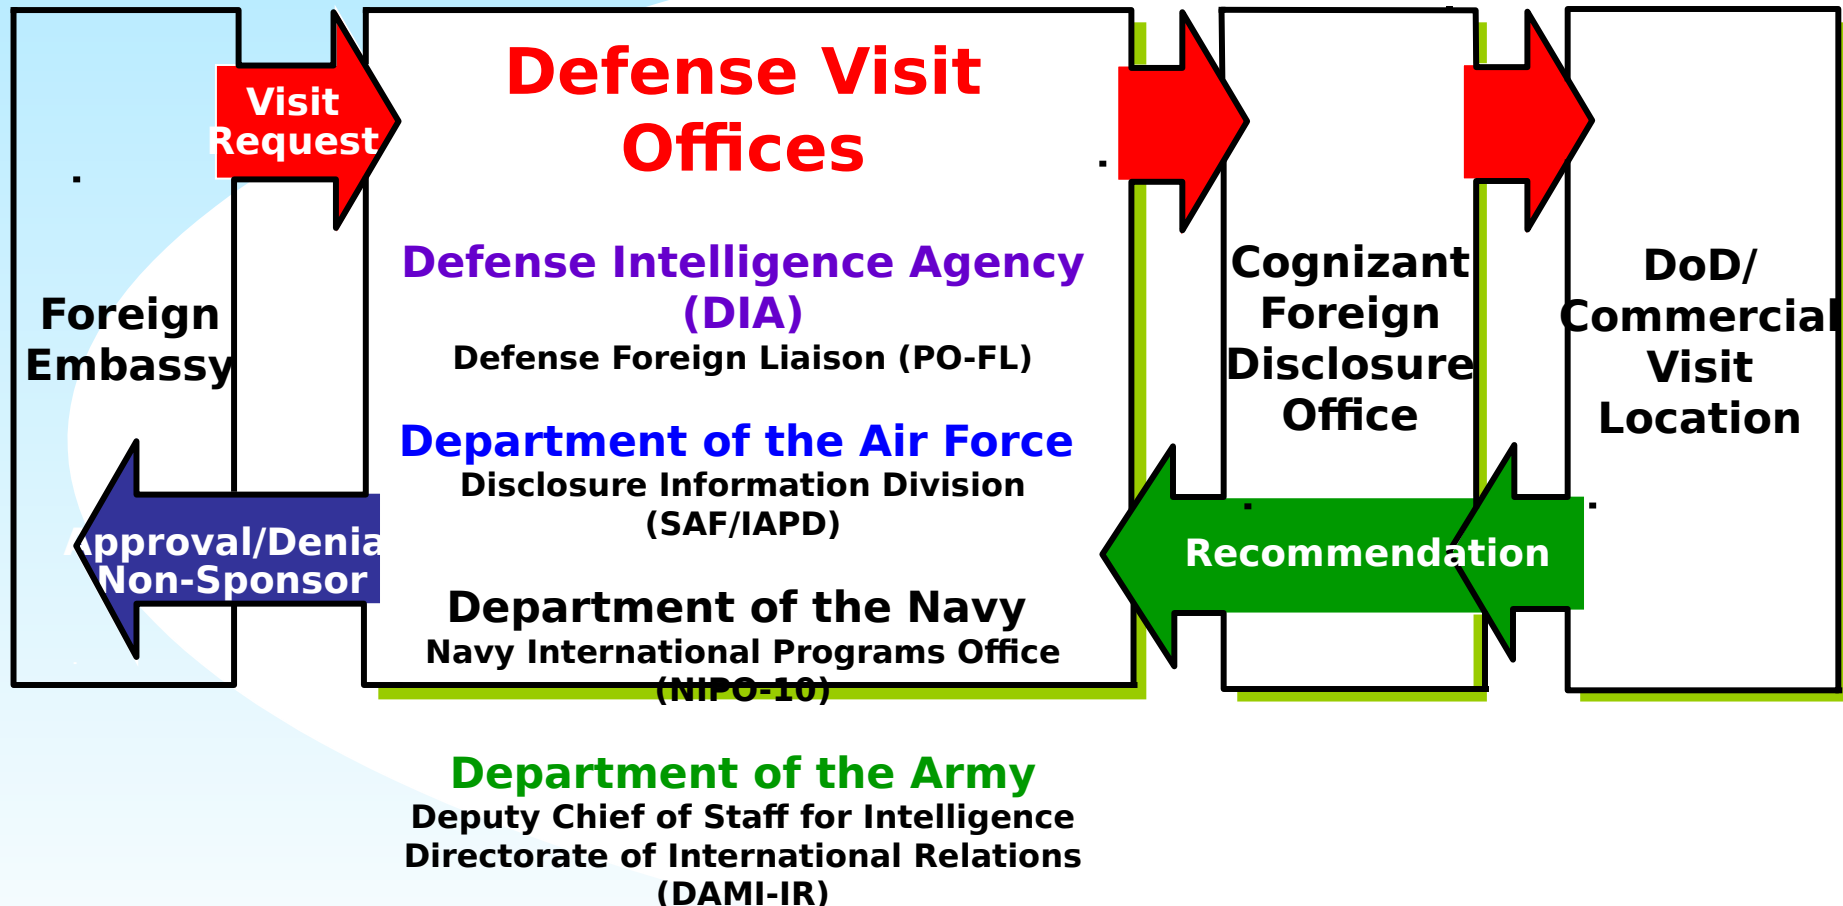 Visit
Request
Foreign
Embassy
Approval/Denia
Non-Sponsor
Defense Visit
Offices
Defense Intelligence Agency
(DIA)
Defense Foreign Liaison (PO-FL)
Department of the Air Force
Disclosure Information Division
(SAF/IAPD)
Department of the Navy
Navy International Programs Office
(NIPO-10)
Department of the Army
Deputy Chief of Staff for Intelligence
Directorate of International Relations
(DAMI-IR)
Cognizant
Foreign
Disclosure
Office
Recommendation
DoD/
Commercial
Visit
Location